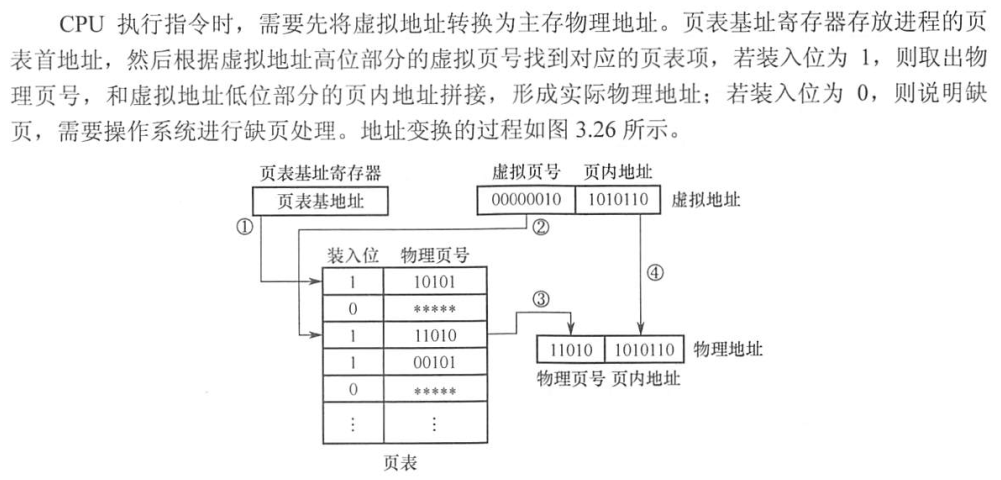 CPU 执行指令时，需要先将虚拟地址转换为主存物理地址。页表基址寄存器存放进程的页
表首地址，然后根据虚拟地址高位部分的虚拟页号找到对应的页表项，若装入位为 1，则取出物
理页号，和虚拟地址低位部分的页内地址拼接，形成实际物理地址；若装入位为 0，则说明缺
页，需要操作系统进行缺页处理。地址变换的过程如图 3.26 所示。
页表基址寄存器 虚拟页号 页内地址
页表基地址 00000010 1010110 虚拟地址
① ②
装入位 物理页号
1 10101 ④
0 ***** ③
1 11010
11010 1010110 物理地址
1 00101
物理页号 页内地址
0 *****
⋮ ⋮
页表